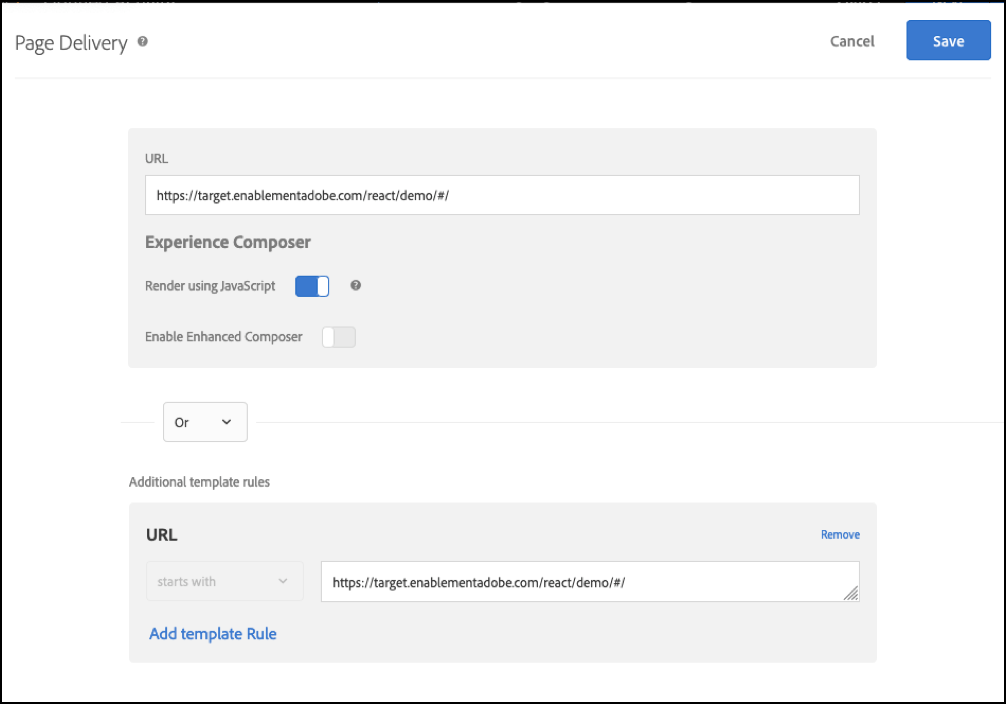 Page Delivery
Cancel
Save
URL
https://target.enablementadobe.com/react/demo/#/
Experience Composer
Render using JavaScript
Enable Enhanced Composer
Or
Additional template rules
URL
Remove
starts with
https://target.enablementadobe.com/react/demo/#/
Add template Rule